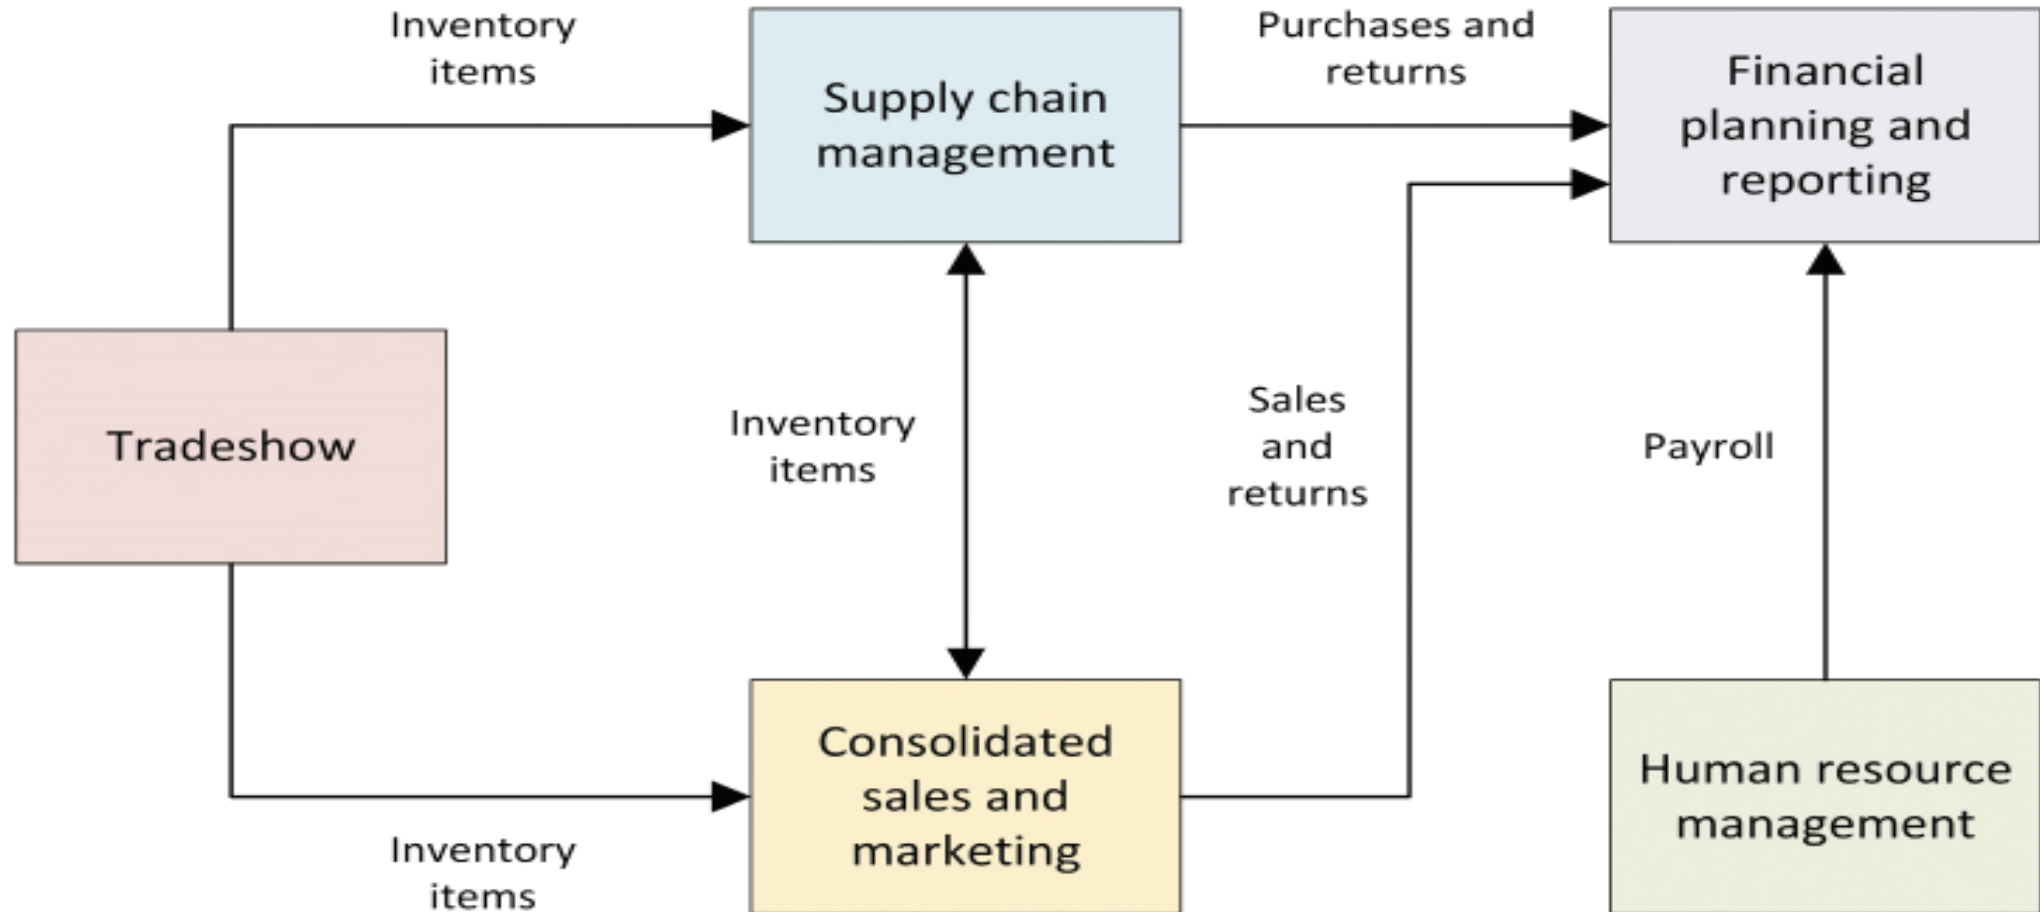 Inventory
items
Supply chain
management
Purchases and
returns
Financial
planning and
reporting
Tradeshow
Inventory
items
Sales
and
returns
Payroll
Inventory
items
Consolidated
sales and
marketing
Human resource
management